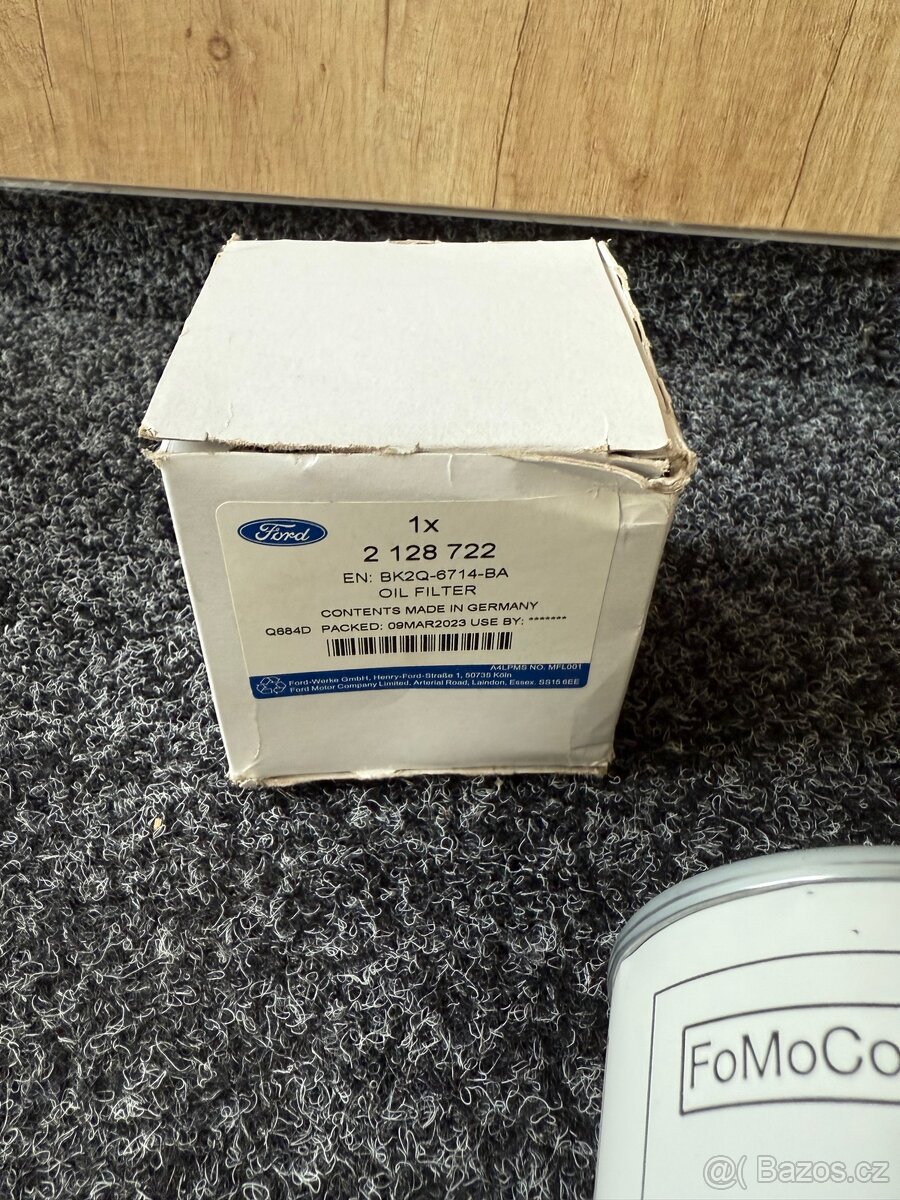 Ford
1x
2 128 722
EN: BK2Q-6714-BA
OIL FILTER
CONTENTS MADE IN GERMANY
Q684D PACKED: 09MAR2023 USE BY: *******
A4LPMS NO. MFL001
Ford-Werke GmbH, Henry-Ford-Straße 1, 50735 Köln
Ford Motor Company Limited. Arterial Road, Laindon, Essex. SS15 6EE
FoMoCo
@( Bazos.cz